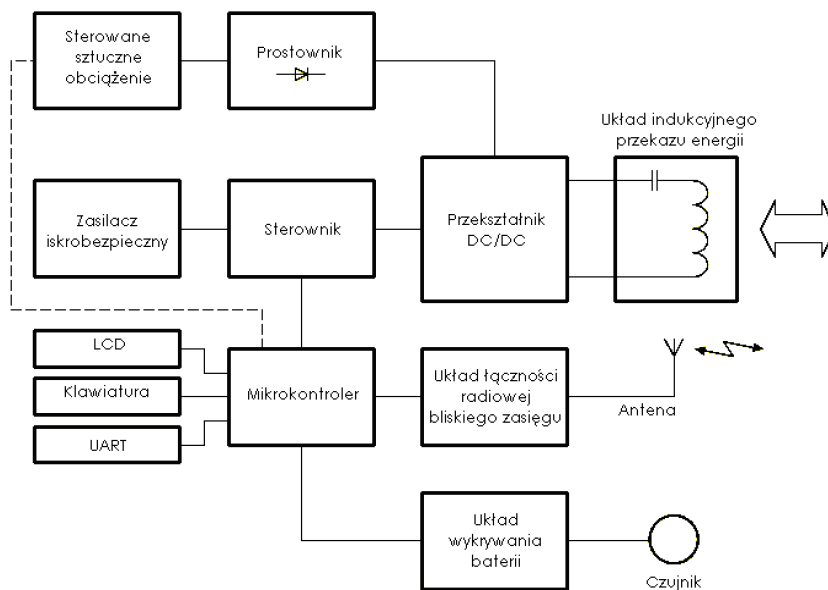 Sterowane
sztuczne
obciążenie
Prostownik
Układ indukcyjnego
przekazu energii
Zasilacz
iskrobezpieczny
Sterownik
Przekształnik
DC/DC
LCD
Klawiatura
UART
Mikrokontroler
Układ łączności
radiowej
bliskiego zasięgu
Antena
Układ
wykrywania
baterii
Czujnik